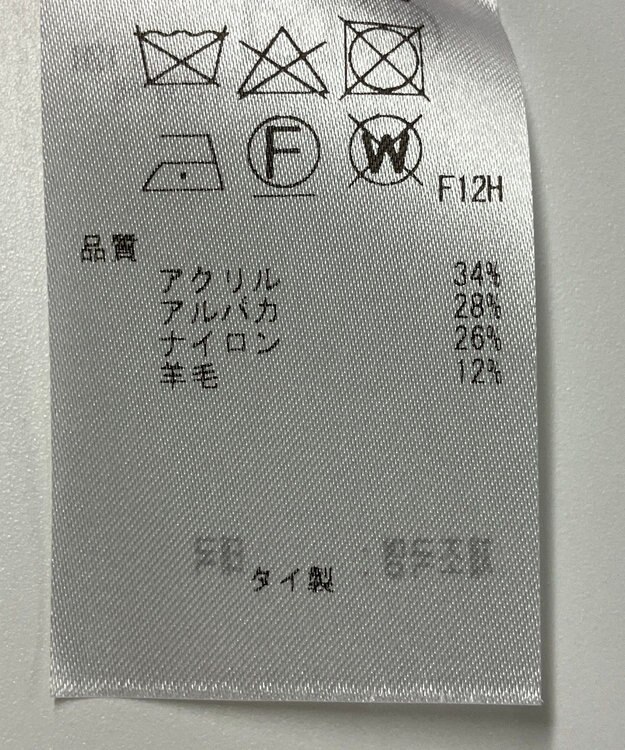 F W F12H
品質
アクリル 34%
アルパカ 28%
ナイロン 26%
羊毛 12%
タイ製